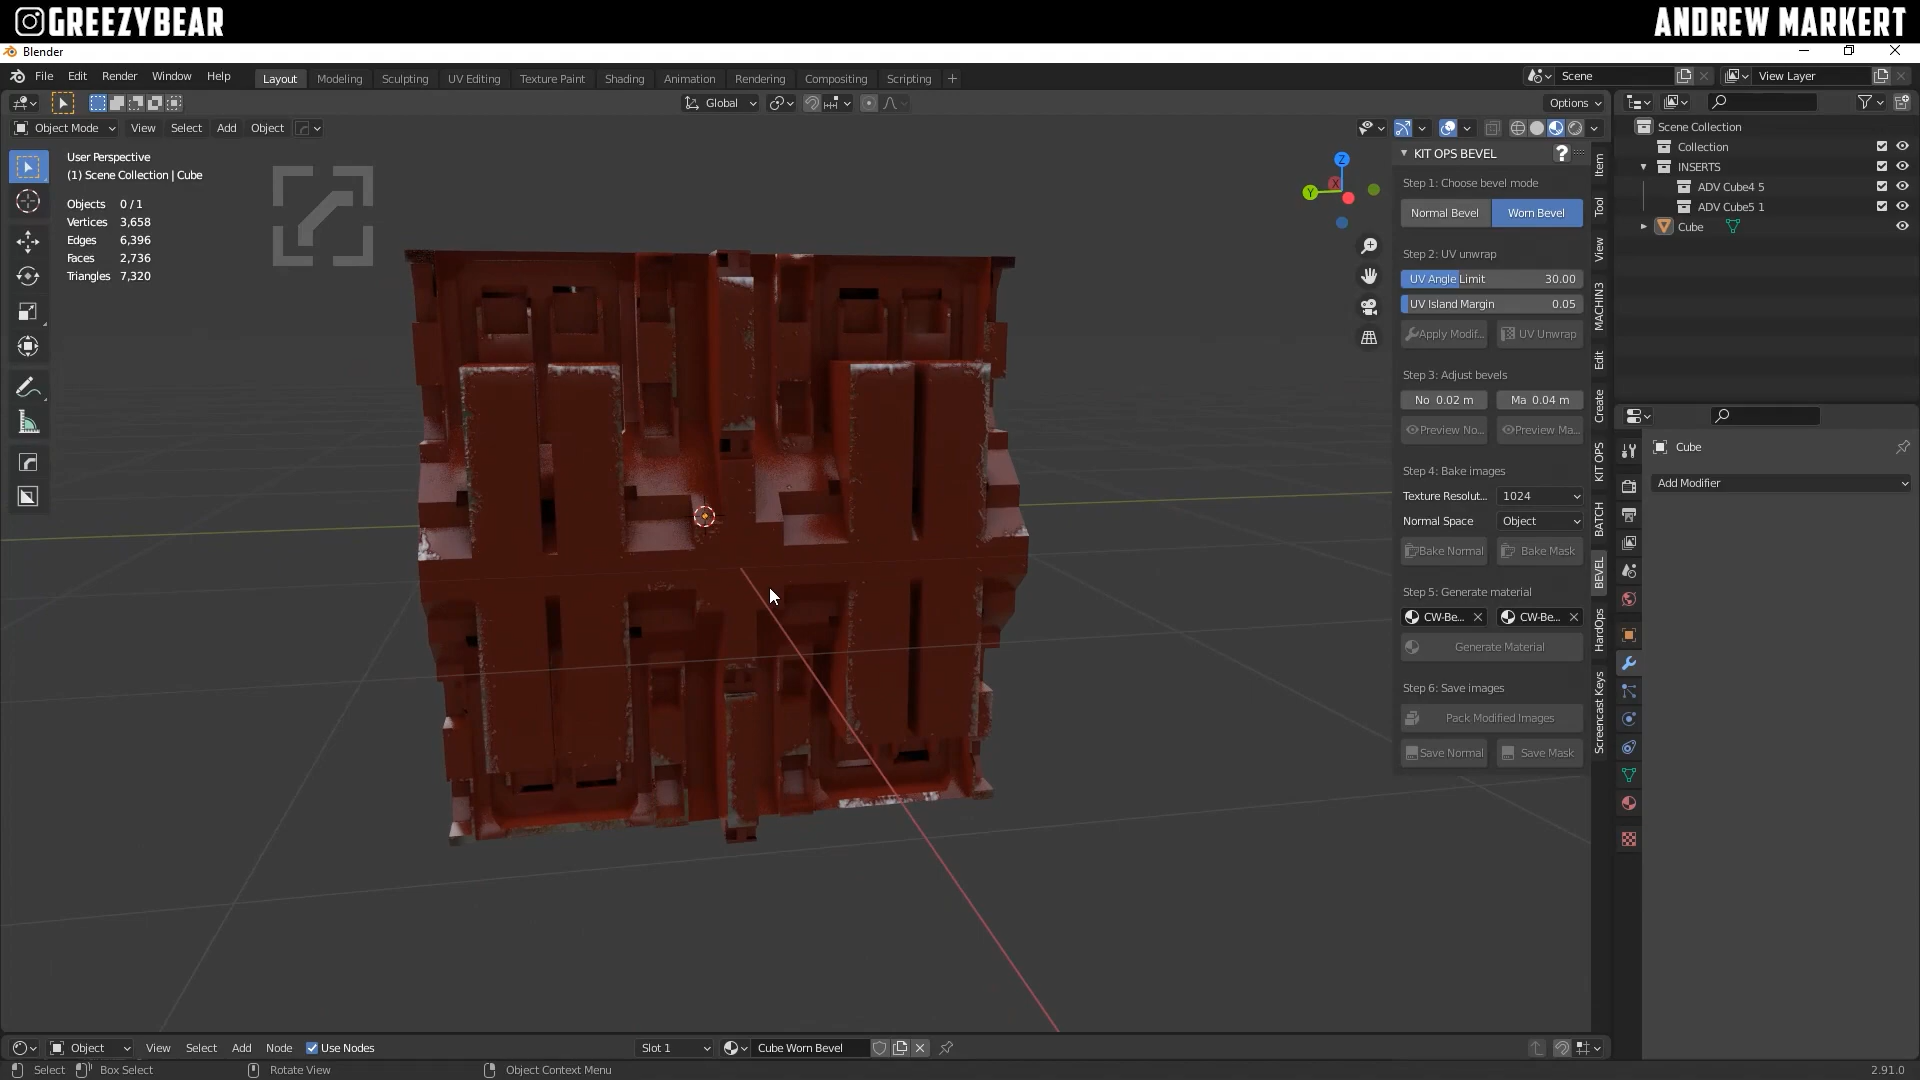 GREEZYBEAR
ANDREW MARKERT
Blender
File Edit Render Window Help Layout Modeling Sculpting UV Editing Texture Paint Shading Animation Rendering Compositing Scripting + Scene View Layer
Global Options
Object Mode View Select Add Object
User Perspective
(1) Scene Collection | Cube
Objects 0 / 1
Vertices 3,658
Edges 6,396
Faces 2,736
Triangles 7,320
Z
Y
X
KIT OPS BEVEL ?
Step 1: Choose bevel mode
Normal Bevel Worn Bevel
Step 2: UV unwrap
UV Angle Limit 30.00
UV Island Margin 0.05
Apply Modif... UV Unwrap
Step 3: Adjust bevels
No 0.02 m Ma 0.04 m
Preview No... Preview Ma...
Step 4: Bake images
Texture Resolut... 1024
Normal Space Object
Bake Normal Bake Mask
Step 5: Generate material
CW-Be... CW-Be...
Generate Material
Step 6: Save images
Pack Modified Images
Save Normal Save Mask
Item
Tool
View
MACHIN3
Edit
Create
KIT OPS
BATCH
BEVEL
HardOps
Screencast Keys
Scene Collection
Collection
INSERTS
ADV Cube4 5
ADV Cube5 1
Cube
Cube
Add Modifier
Object View Select Add Node Use Nodes Slot 1 Cube Worn Bevel
Select Box Select Rotate View Object Context Menu 2.91.0